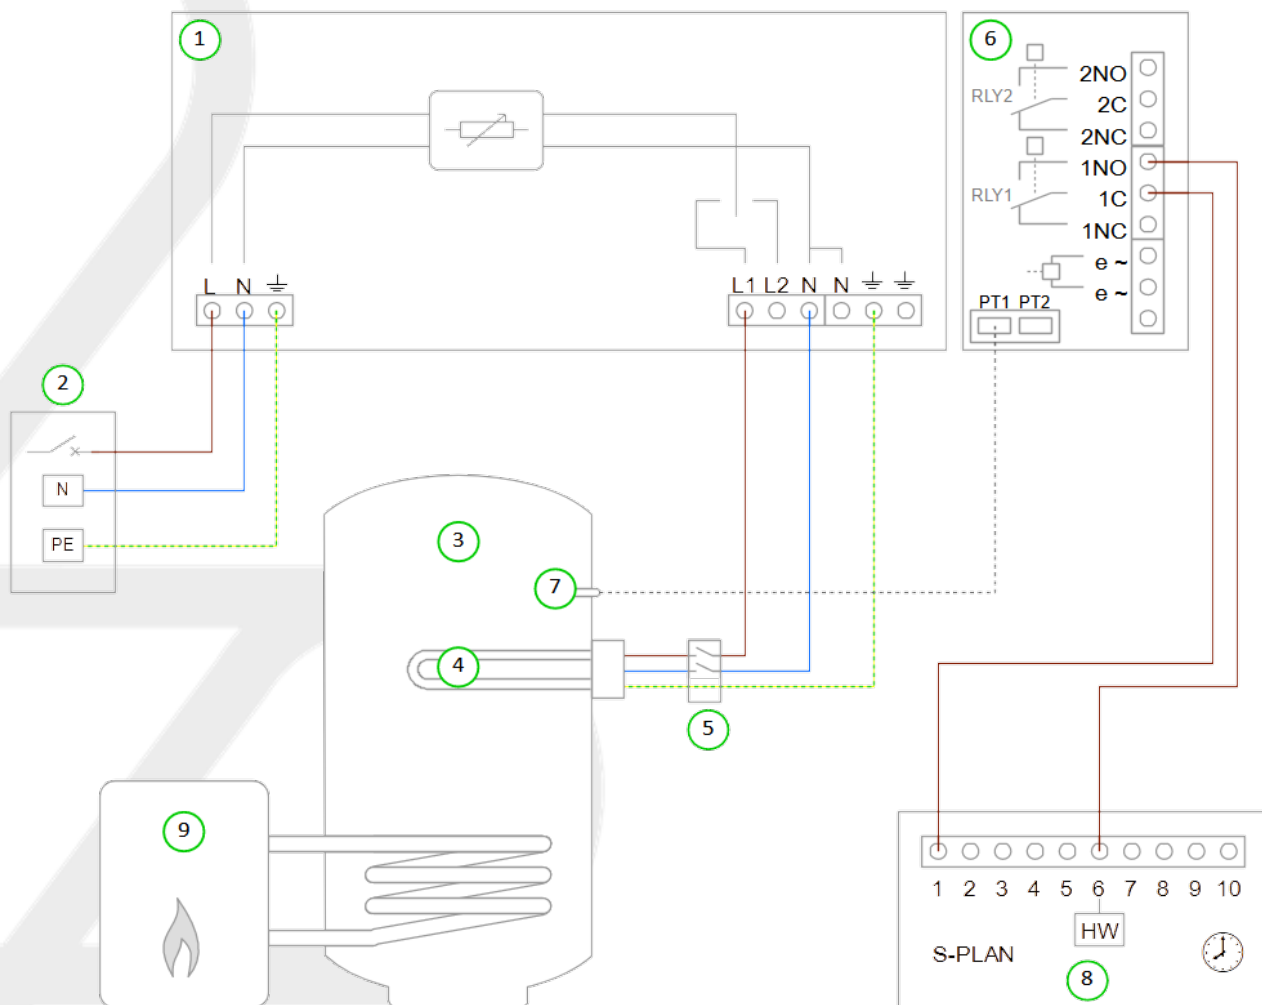 1
6
2NO
RLY2
2C
2NC
1NO
RLY1
1C
1NC
e ~
e ~
PT1 PT2
L N
L1 L2 N N
2
N
PE
3
7
4
5
9
1 2 3 4 5 6 7 8 9 10
HW
S-PLAN
8